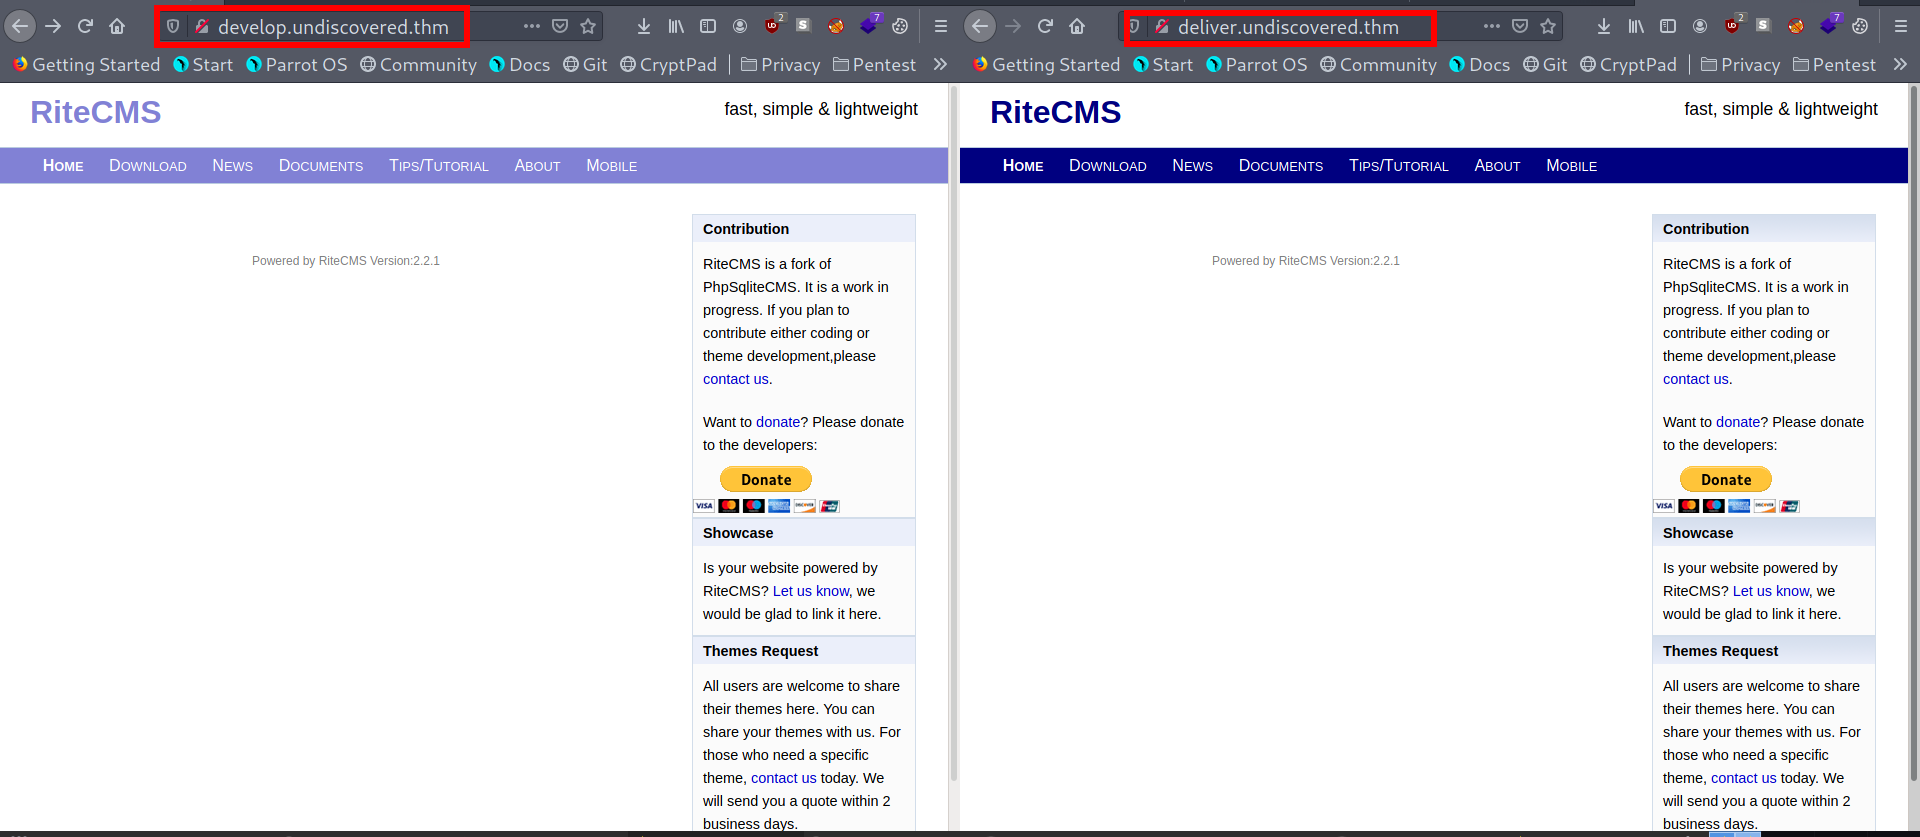 develop.undiscovered.thm
2
S
7
Getting Started Start Parrot OS Community Docs Git CryptPad Privacy Pentest
RiteCMS
fast, simple & lightweight
HOME DOWNLOAD NEWS DOCUMENTS TIPS/TUTORIAL ABOUT MOBILE
Powered by RiteCMS Version:2.2.1
Contribution
RiteCMS is a fork of
PhpSqliteCMS. It is a work in
progress. If you plan to
contribute either coding or
theme development,please
contact us.
Want to donate? Please donate
to the developers:
Donate
VISA
Showcase
Is your website powered by
RiteCMS? Let us know, we
would be glad to link it here.
Themes Request
All users are welcome to share
their themes here. You can
share your themes with us. For
those who need a specific
theme, contact us today. We
will send you a quote within 2
business days.
deliver.undiscovered.thm
2
S
7
Getting Started Start Parrot OS Community Docs Git CryptPad Privacy Pentest
RiteCMS
fast, simple & lightweight
HOME DOWNLOAD NEWS DOCUMENTS TIPS/TUTORIAL ABOUT MOBILE
Powered by RiteCMS Version:2.2.1
Contribution
RiteCMS is a fork of
PhpSqliteCMS. It is a work in
progress. If you plan to
contribute either coding or
theme development,please
contact us.
Want to donate? Please donate
to the developers:
Donate
VISA
Showcase
Is your website powered by
RiteCMS? Let us know, we
would be glad to link it here.
Themes Request
All users are welcome to share
their themes here. You can
share your themes with us. For
those who need a specific
theme, contact us today. We
will send you a quote within 2
business days.